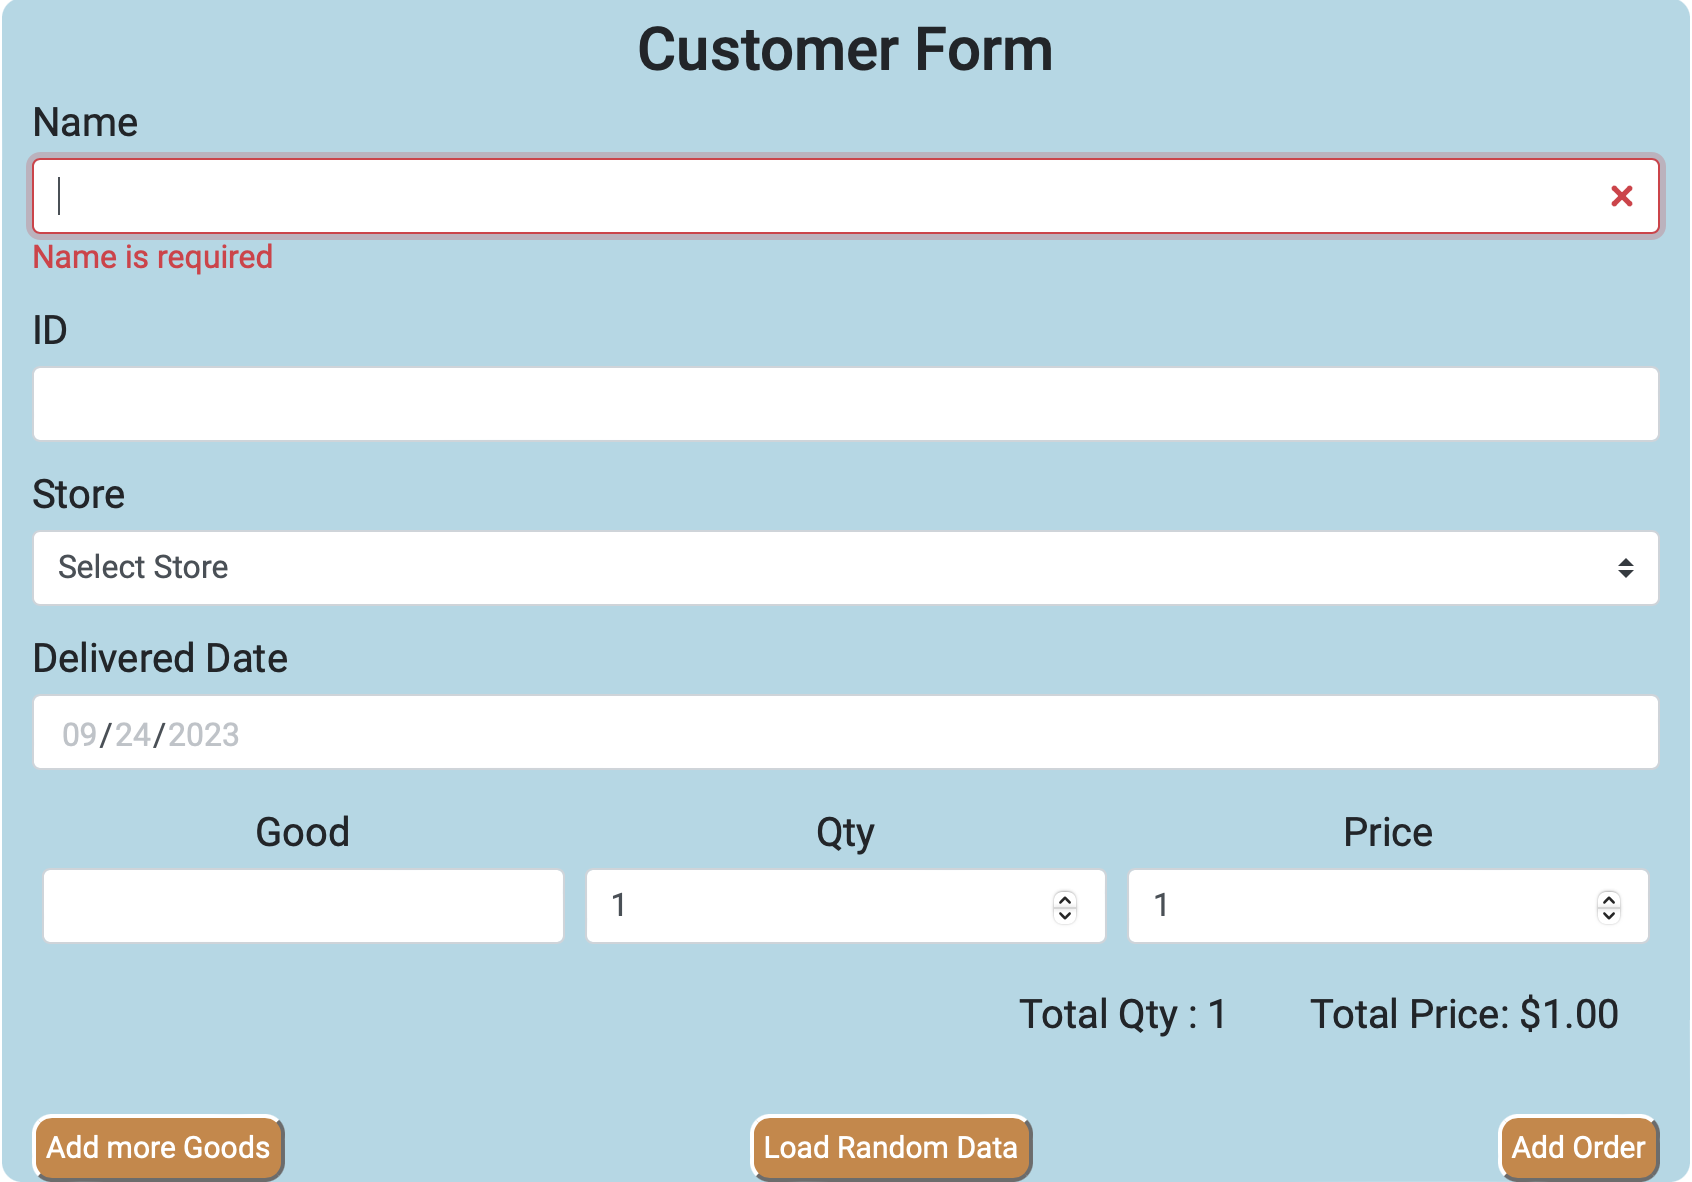 Customer Form
Name
Name is required
ID
Store
Select Store
Delivered Date
09/24/2023
Good Qty Price
1 1
Total Qty : 1 Total Price: $1.00
Add more Goods Load Random Data Add Order